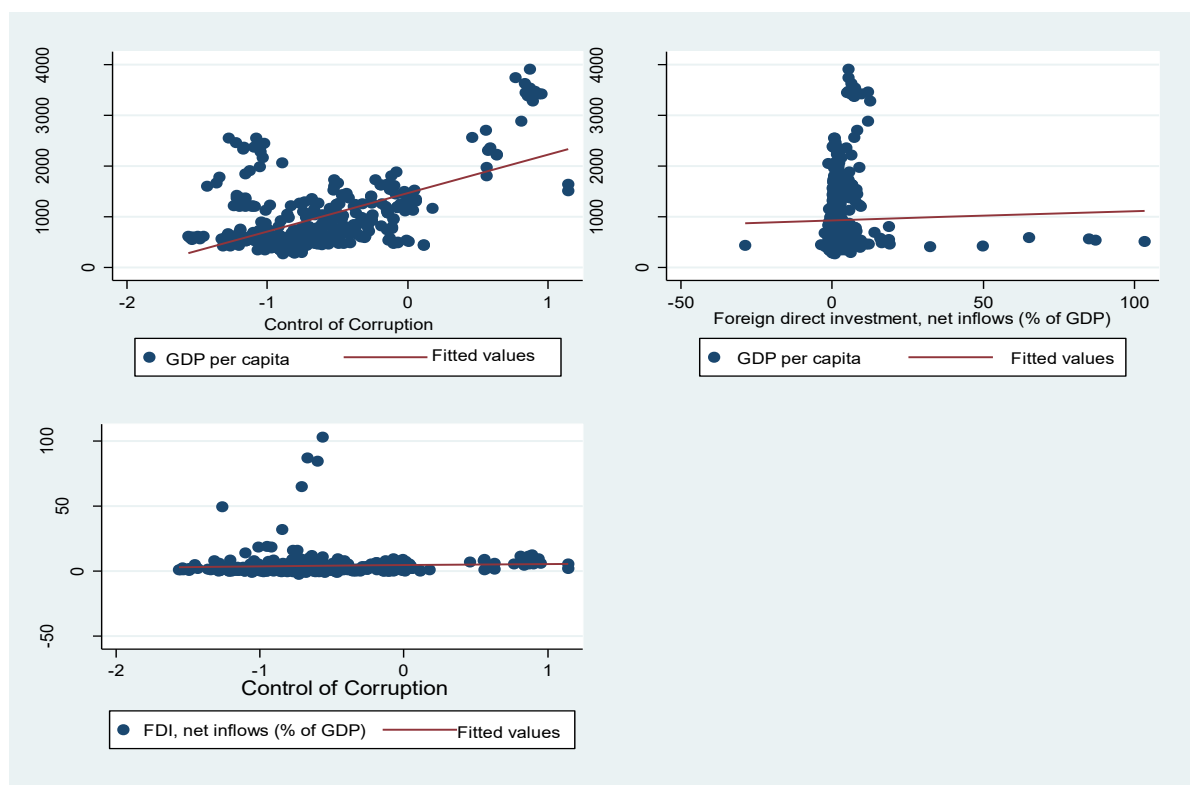 4000
3000
2000
1000
0
-2 -1 0 1
Control of Corruption
GDP per capita Fitted values
4000
3000
2000
1000
0
-50 0 50 100
Foreign direct investment, net inflows (% of GDP)
GDP per capita Fitted values
100
50
0
-50
-2 -1 0 1
Control of Corruption
FDI, net inflows (% of GDP) Fitted values